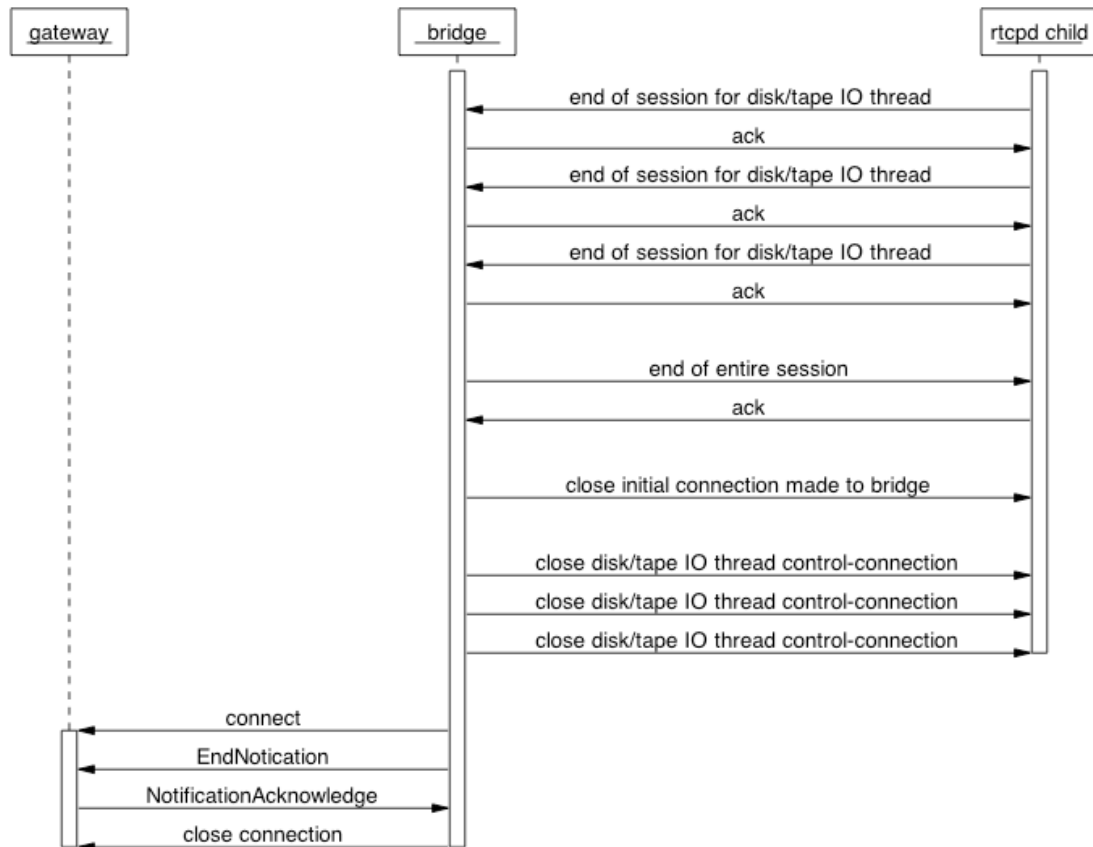 gateway
bridge
rtcpd child
end of session for disk/tape IO thread
ack
end of session for disk/tape IO thread
ack
end of session for disk/tape IO thread
ack
end of entire session
ack
close initial connection made to bridge
close disk/tape IO thread control-connection
close disk/tape IO thread control-connection
close disk/tape IO thread control-connection
connect
EndNotication
NotificationAcknowledge
close connection